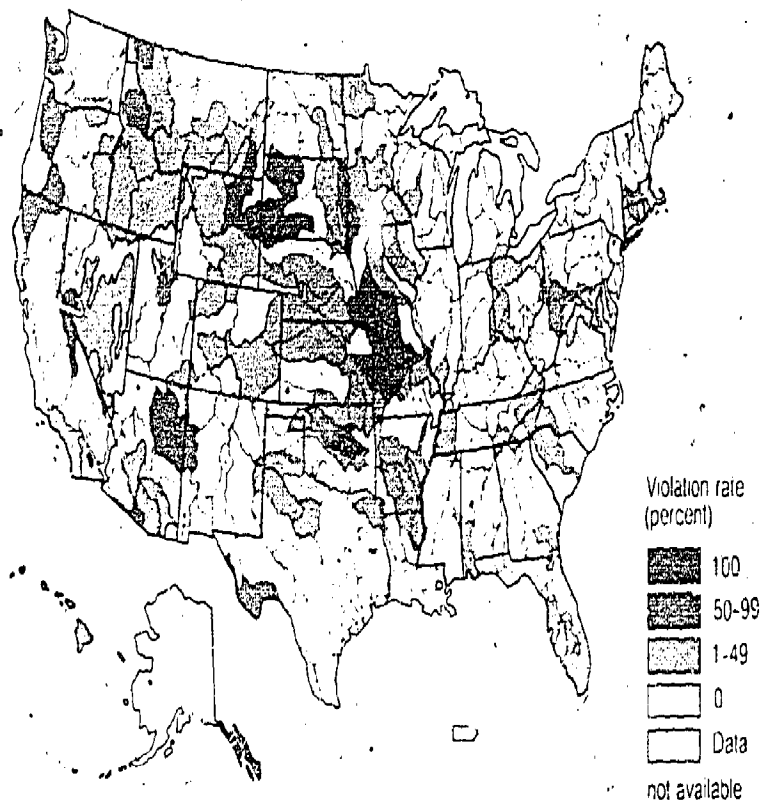 Violation rate
(percent)
100
50-99
1-49
0
Data
not available